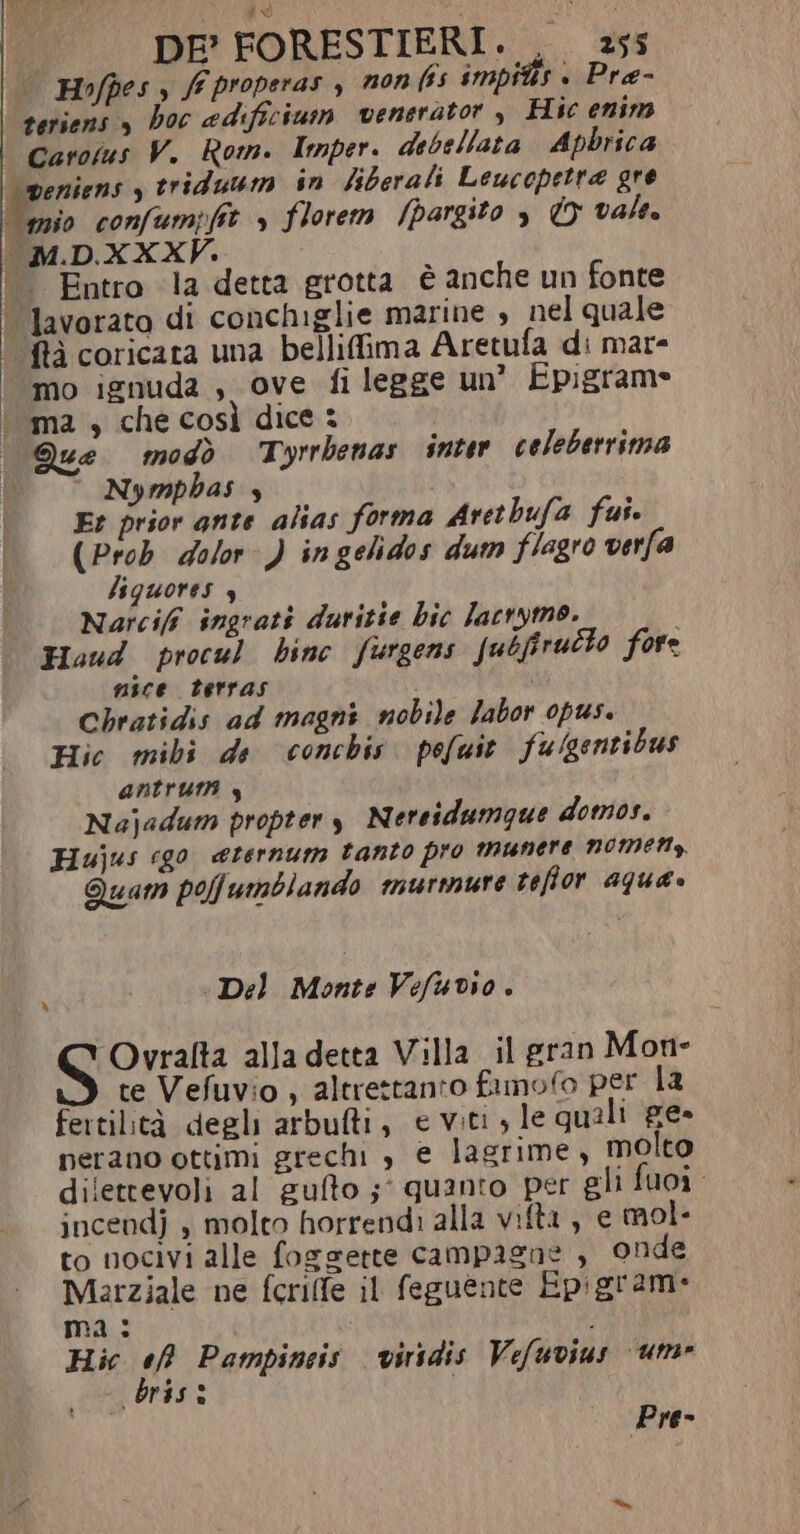 DE' FORESTIERI. 255
Hoſpes, ſi properas, non ſis impius. Præ-
teriens, hoc ædificium venerator, Hic enim
Carolus V. Rom. Imper. debellata Aphrica
veniens, triduum in liberali Leucopetræ gre
mio conſumpſit, florem ſpargito, & vale.
M.D.XXXV.
Entro la detta grotta è anche un fonte
lavorato di conchiglie marine, nel quale
ſtà coricata una belliſſima Aretuſa di mar-
mo ignuda, ove ſi legge un' Epigram-
ma, che così dice:
Quæ modò Tyrrhenas inter celeberrima
Nymphas,
Et prior ante alias forma Arethuſa fui.
(Proh dolor) in gelidos dum flagro verſa
liquores,
Narciſſi ingrati duritie hic lacrymo.
Haud procul hinc ſurgens ſubſtructo for-
nice terras
Chratidis ad magni nobile labor opus.
Hic mihi de conchis poſuit fulgentibus
antrum,
Najadum propter, Nereidumque domos.
Hujus ego æternum tanto pro munere nomen,
Quam poſſum blando murmure teſtor aquæ.
Del Monte Veſuvio.
SOvraſta alla detta Villa il gran Mon-
te Veſuvio, altrettanto famoſo per la
fertilità degli arbuſti, e viti, le quali ge-
nerano ottimi grechi, e lagrime, molto
dilettevoli al guſto; quanto per gli ſuoi
incendj, molto horrendi alla viſta, e mol-
to nocivi alle ſoggette campagne, onde
Marziale ne ſcriſſe il ſeguente Epigram-
ma:
Hic eſt Pampineis viridis Veſuvius um-
bris:
Pre-